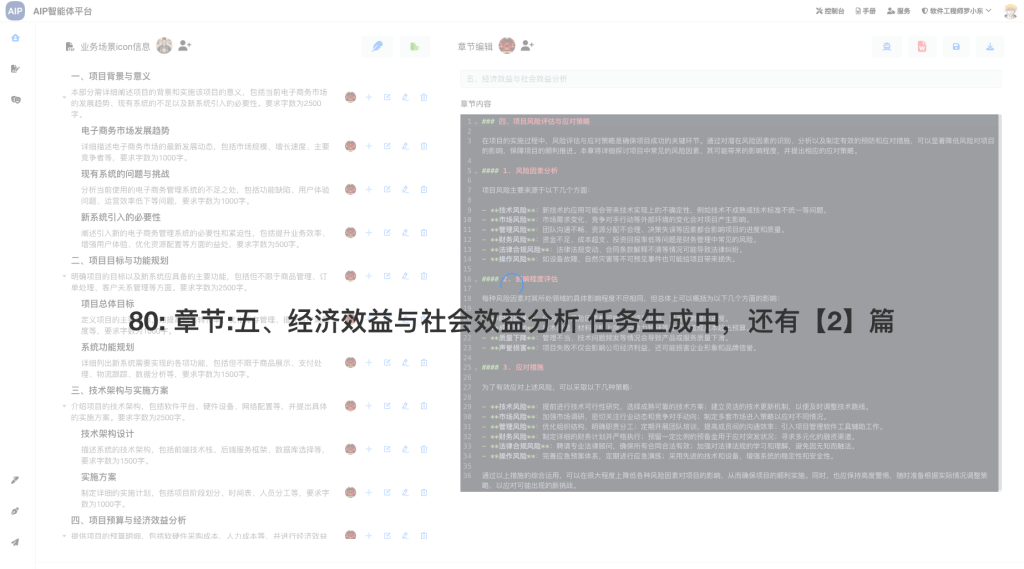 AIP AIP智能体平台
控制台 手册 服务 软件工程师罗小东
业务场景icon信息
章节编辑
一、项目背景与意义
本部分需详细阐述项目的背景和实施该项目的意义。包括当前电子商务市场的发展趋势、现有系统的不足以及新系统引入的必要性。要求字数为2500字。
电子商务市场发展趋势
详细描述电子商务市场的最新发展动态，包括市场规模、增长速度、主要竞争者等。要求字数为1000字。
现有系统的问题与挑战
分析当前使用的电子商务管理系统的不足之处，包括功能缺陷、用户体验问题、运营效率低下等问题。要求字数为1000字。
新系统引入的必要性
阐述引入新的电子商务管理系统的必要性和紧迫性，包括提升业务效率、增强用户体验、优化资源配置等方面的益处。要求字数为500字。
二、项目目标与功能规划
明确项目的目标以及新系统应具备的主要功能，包括但不限于商品管理、订单处理、客户关系管理等方面。要求字数为2500字。
项目总体目标
系统功能规划
详细列出新系统需要实现的各项功能，包括但不限于商品展示、支付处理、物流跟踪、数据分析等。要求字数为1500字。
三、技术架构与实施方案
介绍项目的技术架构，包括软件平台、硬件设备、网络配置等，并提出具体的实施方案。要求字数为2500字。
技术架构设计
描述系统的技术架构，包括前端技术栈、后端服务框架、数据库选择等。要求字数为1500字。
实施方案
制定详细的实施计划，包括项目阶段划分、时间表、人员分工等。要求字数为1000字。
四、项目预算与经济效益分析
提供项目的预算明细，包括软硬件采购成本、人力成本等，并进行经济效益
五、经济效益与社会效益分析
章节内容
### 四、项目风险评估与应对策略
在项目的实施过程中，风险评估与应对策略是确保项目成功的关键环节。通过对潜在风险因素的识别、分析以及制定有效的预防和应对措施，可以显著降低风险对项目的影响，保障项目的顺利推进。本章将详细探讨项目中常见的风险因素、其可能带来的影响程度，并提出相应的应对策略。
#### 1. 风险因素分析
项目风险主要来源于以下几个方面：
- **技术风险**：新技术的应用可能会带来技术实现上的不确定性，例如技术不成熟或技术标准不统一等问题。
- **市场风险**：市场需求变化、竞争对手行动等外部环境的变化会对项目产生影响。
- **管理风险**：团队沟通不畅、资源分配不合理、决策失误等因素都会影响项目的进度和质量。
- **财务风险**：资金不足、成本超支、投资回报率低等问题是财务管理中常见的风险。
- **法律合规风险**：法律法规变动、合同条款解释不清等情况可能导致法律纠纷。
- **操作风险**：如设备故障、自然灾害等不可预见事件也可能给项目带来损失。
#### 2. 影响程度评估
每种风险因素对其所处领域的具体影响程度不尽相同，但总体上可以概括为以下几个方面的影响：
80: 章节:五、经济效益与社会效益分析 任务生成中，还有【2】篇
- **质量下降**：管理不当、技术问题频发等情况会导致产品或服务质量下滑。
- **声誉损害**：项目失败不仅会影响公司经济利益，还可能损害企业形象和品牌信誉。
#### 3. 应对措施
为了有效应对上述风险，可以采取以下几种策略：
- **技术风险**：提前进行技术可行性研究，选择成熟可靠的技术方案；建立灵活的技术更新机制，以便及时调整技术路线。
- **市场风险**：加强市场调研，密切关注行业动态和竞争对手动向；制定多套市场进入策略以应对不同情况。
- **管理风险**：优化组织结构，明确职责分工；定期开展团队培训，提高成员间的沟通效率；引入项目管理软件工具辅助工作。
- **财务风险**：制定详细的财务计划并严格执行；预留一定比例的预备金用于应对突发状况；寻求多元化的融资渠道。
- **法律合规风险**：聘请专业法律顾问，确保所有合同合法有效；加强对法律法规的学习和理解，避免因无知而触法。
- **操作风险**：完善应急预案体系，定期进行应急演练；采用先进的技术和设备，增强系统的稳定性和安全性。
通过以上措施的综合运用，可以在很大程度上降低各种风险因素对项目的影响，从而确保项目的顺利实施。同时，也应保持高度警惕，随时准备根据实际情况调整策略，以应对可能出现的新挑战。